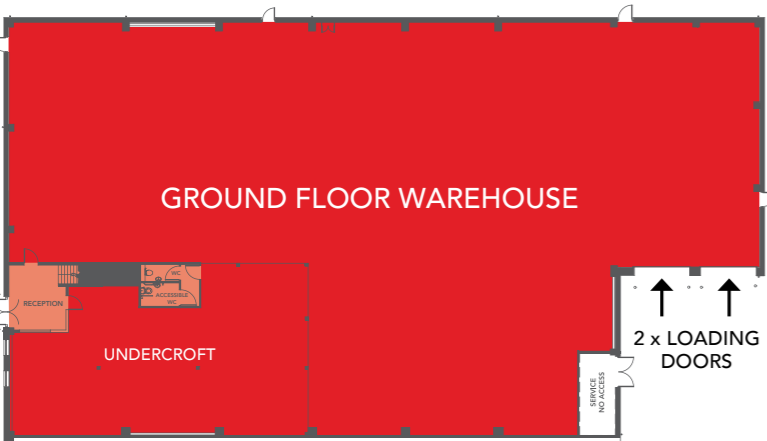 GROUND FLOOR WAREHOUSE
WC
ACCESSIBLE
WC
RECEPTION
UNDERCROFT
2 x LOADING
DOORS
SERVICE
NO ACCESS